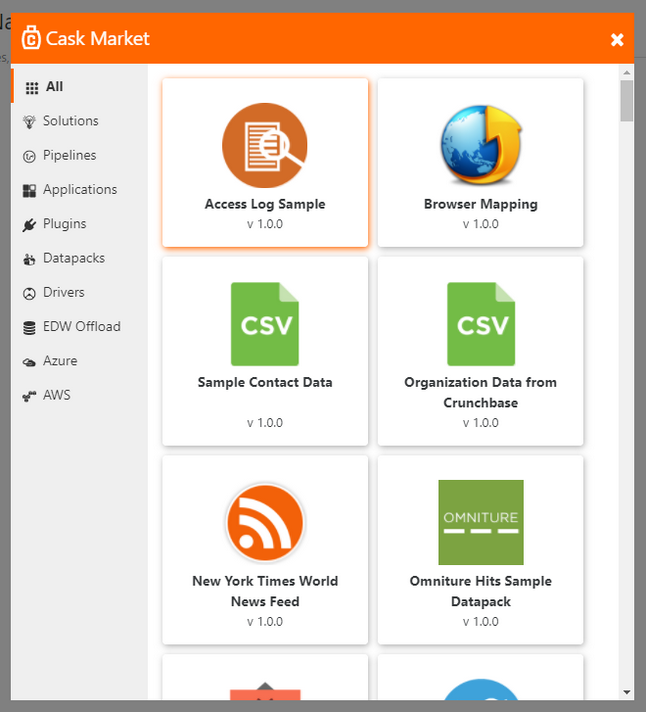 Cask Market
All
Solutions
Pipelines
Applications
Plugins
Datapacks
Drivers
EDW Offload
Azure
AWS
Access Log Sample
v 1.0.0
Browser Mapping
v 1.0.0
CSV
Sample Contact Data
v 1.0.0
CSV
Organization Data from
Crunchbase
v 1.0.0
New York Times World
News Feed
v 1.0.0
OMNITURE
Omniture Hits Sample
Datapack
v 1.0.0